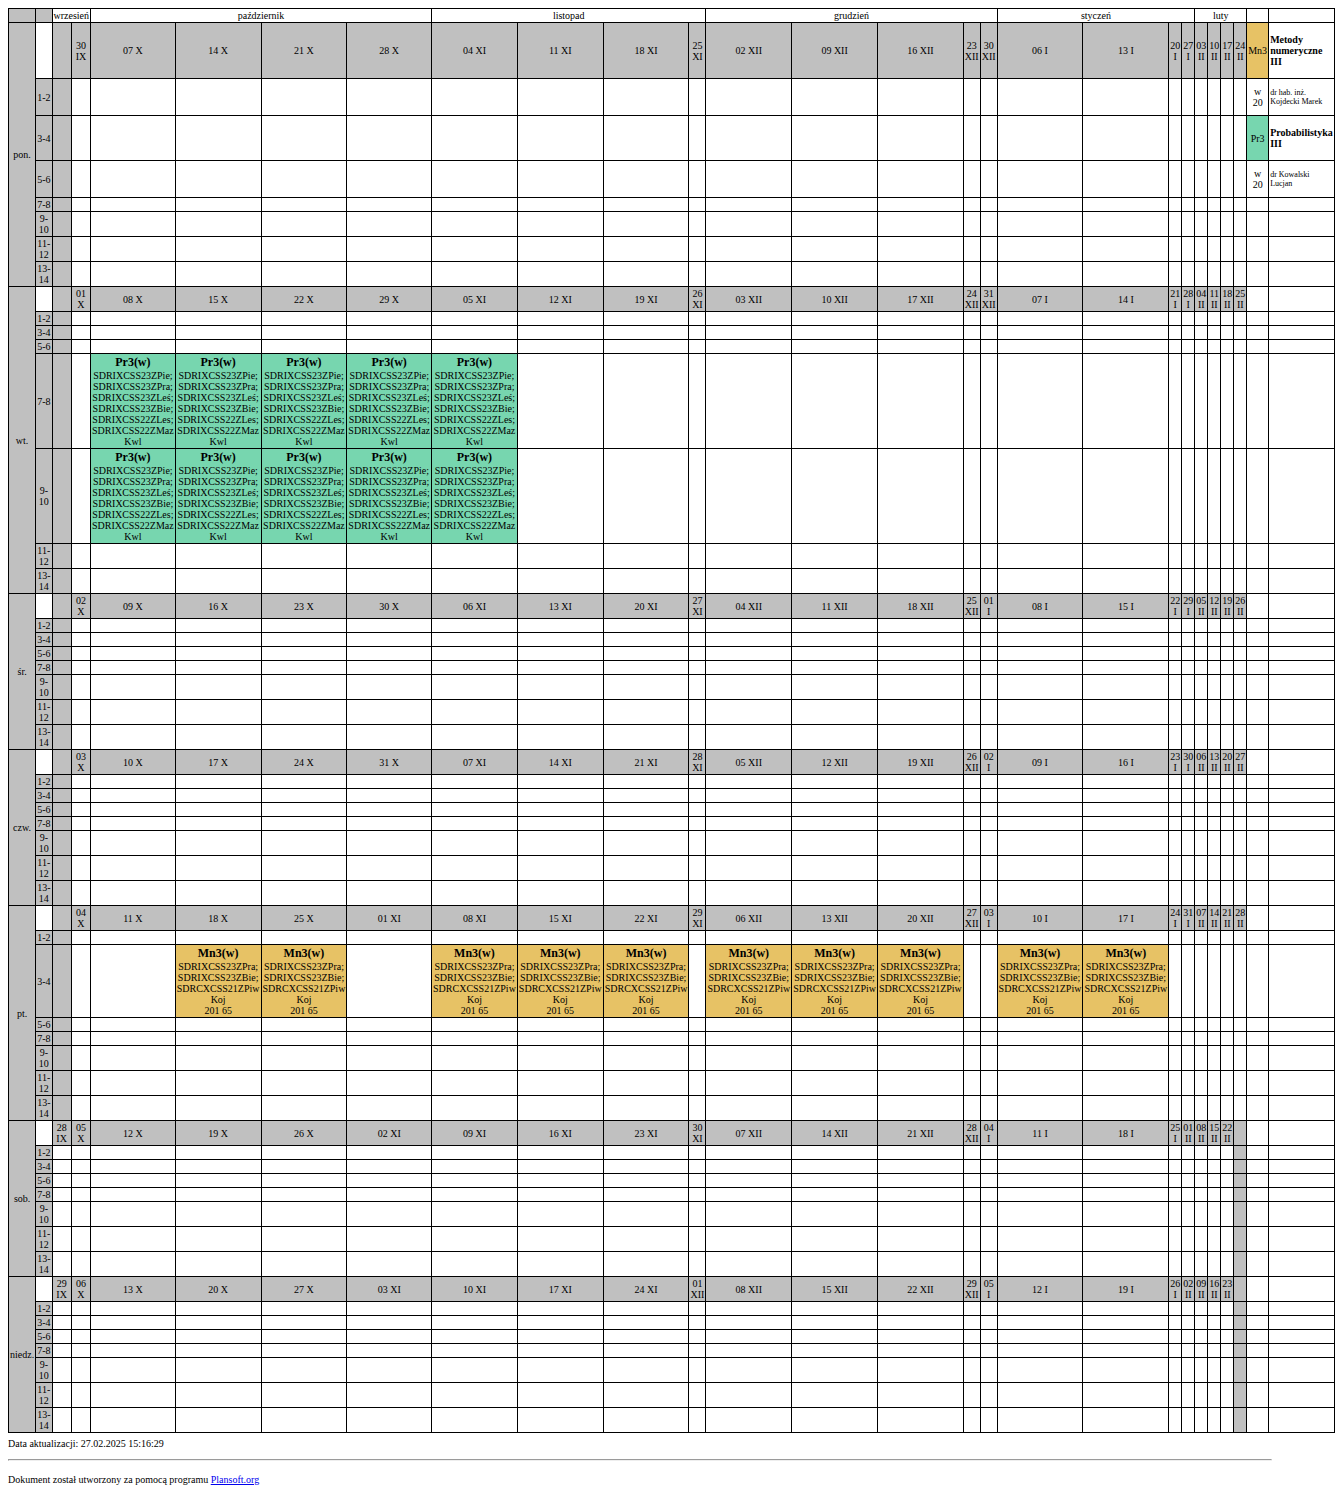 wrzesień październik listopad grudzień styczeń luty
pon. 30 IX 07 X 14 X 21 X 28 X 04 XI 11 XI 18 XI 25 XI 02 XII 09 XII 16 XII 23 XII 30 XII 06 I 13 I 20 I 27 I 03 II 10 II 17 II 24 II Mn3 Metody numeryczne III
1-2 w 20 dr hab. inż. Kojdecki Marek
3-4 Pr3 Probabilistyka III
5-6 w 20 dr Kowalski Lucjan
7-8
9-10
11-12
13-14
wt. 01 X 08 X 15 X 22 X 29 X 05 XI 12 XI 19 XI 26 XI 03 XII 10 XII 17 XII 24 XII 31 XII 07 I 14 I 21 I 28 I 04 II 11 II 18 II 25 II
1-2
3-4
5-6
7-8
Pr3(w) Pr3(w) Pr3(w) Pr3(w) Pr3(w)
SDRIXCSS23ZPie; SDRIXCSS23ZPie; SDRIXCSS23ZPie; SDRIXCSS23ZPie; SDRIXCSS23ZPie;
SDRIXCSS23ZPra; SDRIXCSS23ZPra; SDRIXCSS23ZPra; SDRIXCSS23ZPra; SDRIXCSS23ZPra;
SDRIXCSS23ZLeś; SDRIXCSS23ZLeś; SDRIXCSS23ZLeś; SDRIXCSS23ZLeś; SDRIXCSS23ZLeś;
SDRIXCSS23ZBie; SDRIXCSS23ZBie; SDRIXCSS23ZBie; SDRIXCSS23ZBie; SDRIXCSS23ZBie;
SDRIXCSS22ZLes; SDRIXCSS22ZLes; SDRIXCSS22ZLes; SDRIXCSS22ZLes; SDRIXCSS22ZLes;
SDRIXCSS22ZMaz SDRIXCSS22ZMaz SDRIXCSS22ZMaz SDRIXCSS22ZMaz SDRIXCSS22ZMaz
Kwl Kwl Kwl Kwl Kwl
9-10
Pr3(w) Pr3(w) Pr3(w) Pr3(w) Pr3(w)
SDRIXCSS23ZPie; SDRIXCSS23ZPie; SDRIXCSS23ZPie; SDRIXCSS23ZPie; SDRIXCSS23ZPie;
SDRIXCSS23ZPra; SDRIXCSS23ZPra; SDRIXCSS23ZPra; SDRIXCSS23ZPra; SDRIXCSS23ZPra;
SDRIXCSS23ZLeś; SDRIXCSS23ZLeś; SDRIXCSS23ZLeś; SDRIXCSS23ZLeś; SDRIXCSS23ZLeś;
SDRIXCSS23ZBie; SDRIXCSS23ZBie; SDRIXCSS23ZBie; SDRIXCSS23ZBie; SDRIXCSS23ZBie;
SDRIXCSS22ZLes; SDRIXCSS22ZLes; SDRIXCSS22ZLes; SDRIXCSS22ZLes; SDRIXCSS22ZLes;
SDRIXCSS22ZMaz SDRIXCSS22ZMaz SDRIXCSS22ZMaz SDRIXCSS22ZMaz SDRIXCSS22ZMaz
Kwl Kwl Kwl Kwl Kwl
11-12
13-14
śr. 02 X 09 X 16 X 23 X 30 X 06 XI 13 XI 20 XI 27 XI 04 XII 11 XII 18 XII 25 XII 01 I 08 I 15 I 22 I 29 I 05 II 12 II 19 II 26 II
1-2
3-4
5-6
7-8
9-10
11-12
13-14
czw. 03 X 10 X 17 X 24 X 31 X 07 XI 14 XI 21 XI 28 XI 05 XII 12 XII 19 XII 26 XII 02 I 09 I 16 I 23 I 30 I 06 II 13 II 20 II 27 II
1-2
3-4
5-6
7-8
9-10
11-12
13-14
pt. 04 X 11 X 18 X 25 X 01 XI 08 XI 15 XI 22 XI 29 XI 06 XII 13 XII 20 XII 27 XII 03 I 10 I 17 I 24 I 31 I 07 II 14 II 21 II 28 II
1-2
3-4
Mn3(w) Mn3(w) Mn3(w) Mn3(w) Mn3(w) Mn3(w) Mn3(w) Mn3(w) Mn3(w) Mn3(w)
SDRIXCSS23ZPra; SDRIXCSS23ZPra; SDRIXCSS23ZPra; SDRIXCSS23ZPra; SDRIXCSS23ZPra; SDRIXCSS23ZPra; SDRIXCSS23ZPra; SDRIXCSS23ZPra; SDRIXCSS23ZPra; SDRIXCSS23ZPra;
SDRIXCSS23ZBie; SDRIXCSS23ZBie; SDRIXCSS23ZBie; SDRIXCSS23ZBie; SDRIXCSS23ZBie; SDRIXCSS23ZBie; SDRIXCSS23ZBie; SDRIXCSS23ZBie; SDRIXCSS23ZBie; SDRIXCSS23ZBie;
SDRCXCSS21ZPiw SDRCXCSS21ZPiw SDRCXCSS21ZPiw SDRCXCSS21ZPiw SDRCXCSS21ZPiw SDRCXCSS21ZPiw SDRCXCSS21ZPiw SDRCXCSS21ZPiw SDRCXCSS21ZPiw SDRCXCSS21ZPiw
Koj Koj Koj Koj Koj Koj Koj Koj Koj Koj
201 65 201 65 201 65 201 65 201 65 201 65 201 65 201 65 201 65 201 65
5-6
7-8
9-10
11-12
13-14
sob. 28 IX 05 X 12 X 19 X 26 X 02 XI 09 XI 16 XI 23 XI 30 XI 07 XII 14 XII 21 XII 28 XII 04 I 11 I 18 I 25 I 01 II 08 II 15 II 22 II
1-2
3-4
5-6
7-8
9-10
11-12
13-14
niedz 29 IX 06 X 13 X 20 X 27 X 03 XI 10 XI 17 XI 24 XI 01 XII 08 XII 15 XII 22 XII 29 XII 05 I 12 I 19 I 26 I 02 II 09 II 16 II 23 II
1-2
3-4
5-6
7-8
9-10
11-12
13-14
Data aktualizacji: 27.02.2025 15:16:29
Dokument został utworzony za pomocą programu Plansoft.org